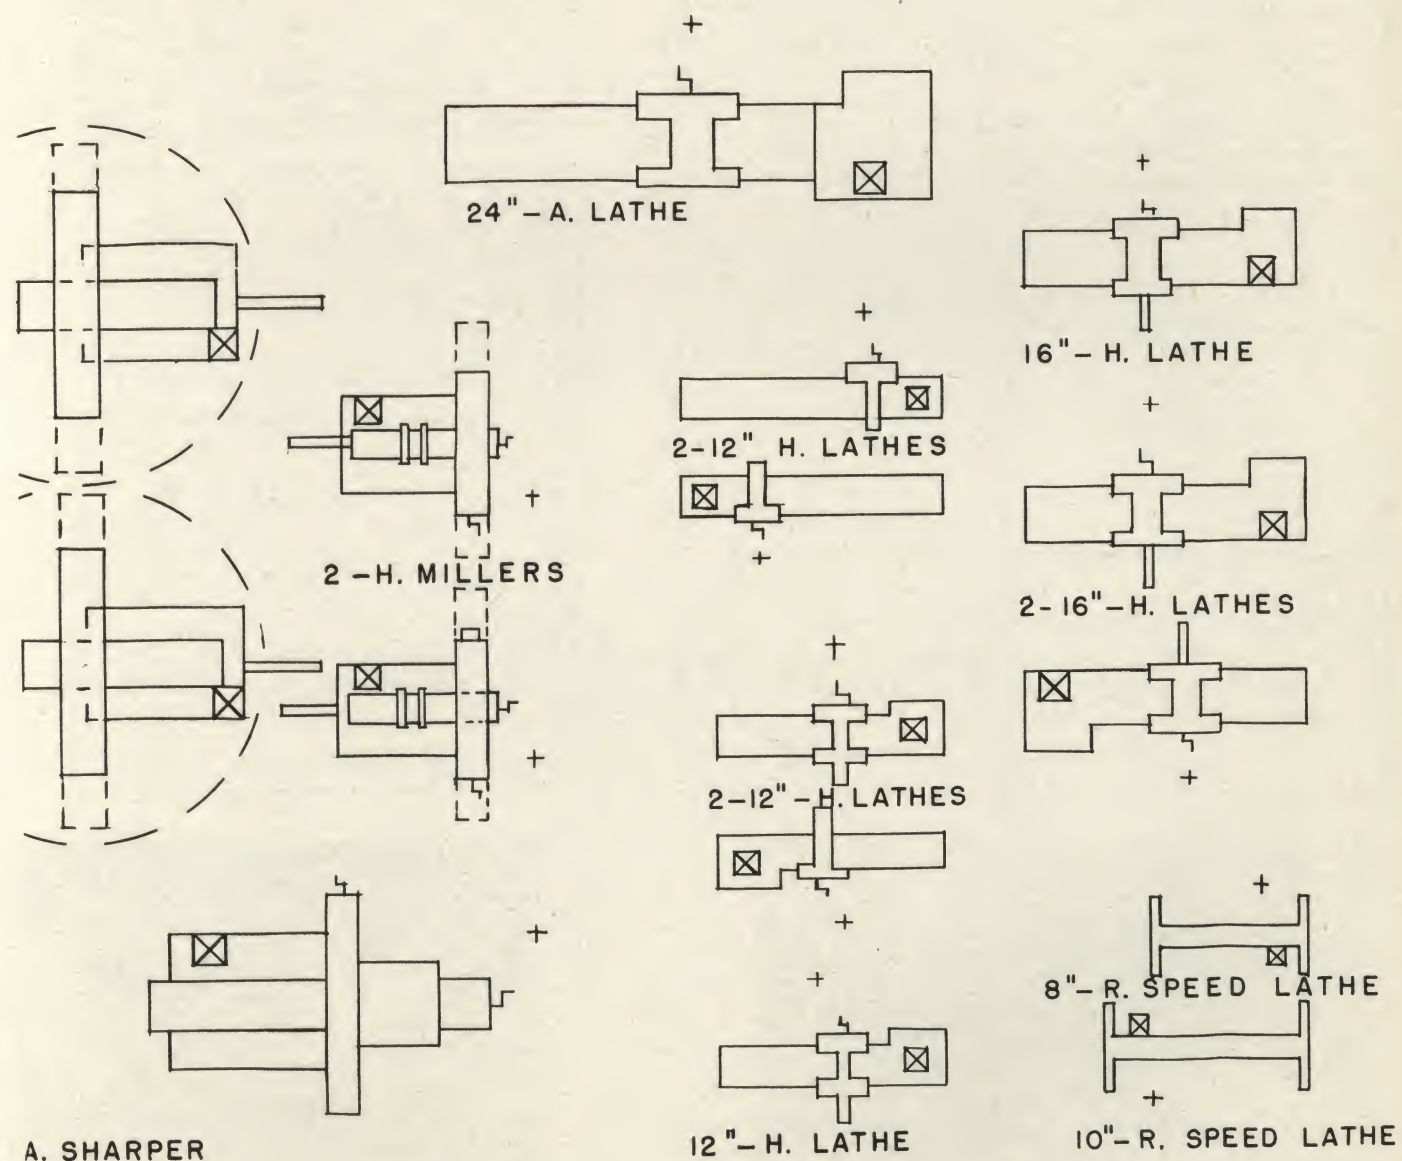 24"-A. LATHE
16"-H. LATHE
2-12" H. LATHES
2-H. MILLERS
2-16"-H. LATHES
2-12"-H. LATHES
8"-R. SPEED LATHE
A. SHARPER
12"-H. LATHE
10"-R. SPEED LATHE